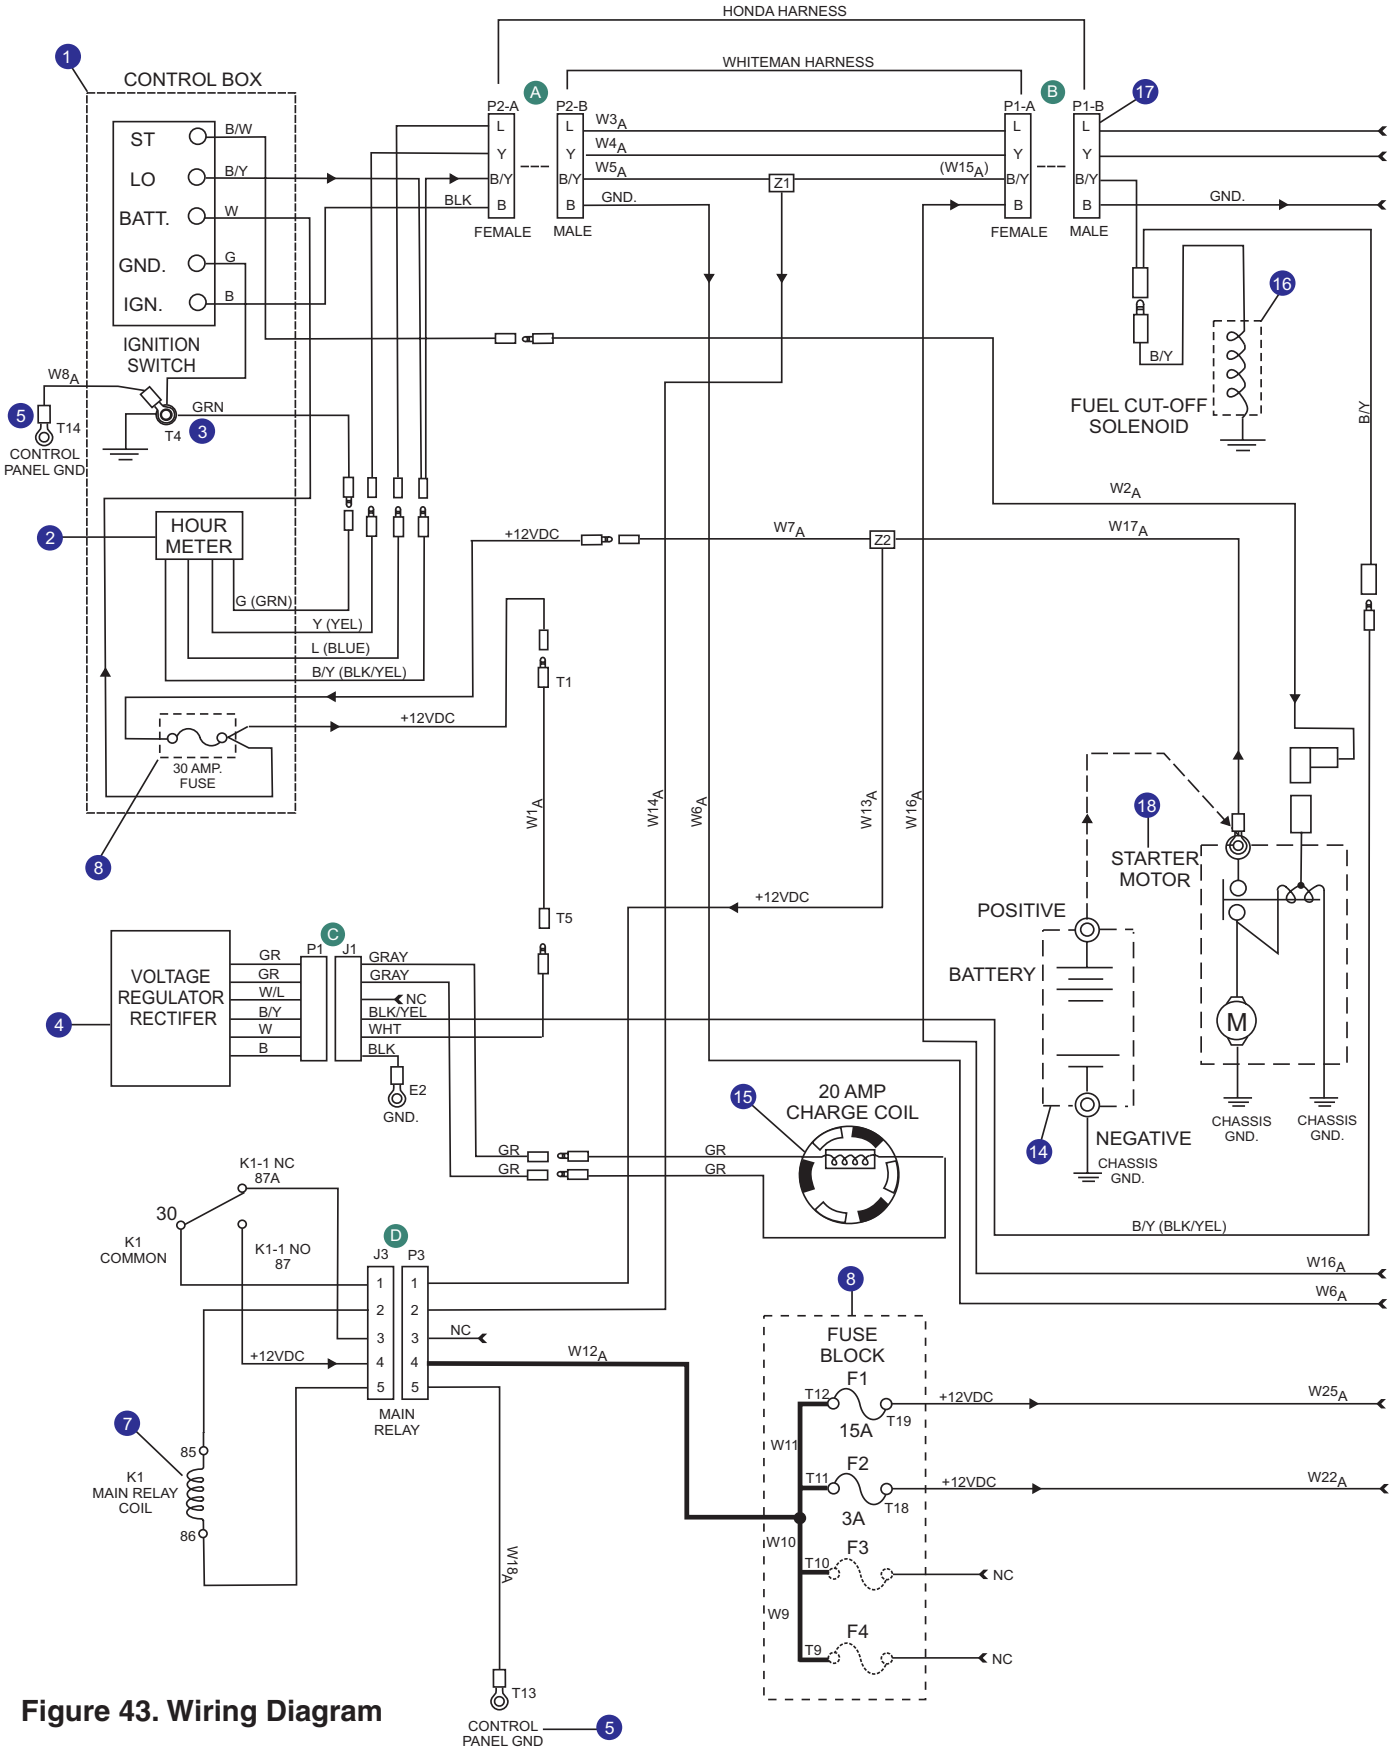 HONDA HARNESS
WHITEMAN HARNESS
1
CONTROL BOX
P2-A A P2-B
P1-A B P1-B 17
ST B/W
LO B/Y
BATT. W
GND. G
IGN. B
IGNITION
SWITCH
L L W3A L L
Y Y W4A Y Y
B/Y B/Y W5A Z1 (W15A) B/Y B/Y
BLK B B GND. B B GND.
FEMALE MALE FEMALE MALE
16
B/Y
FUEL CUT-OFF
SOLENOID
B/Y
W8A
5 T14
GRN
T4 3
CONTROL
PANEL GND
W2A
2
HOUR
METER
+12VDC
W7A
Z2
W17A
G (GRN)
Y (YEL)
L (BLUE)
B/Y (BLK/YEL)
T1
+12VDC
30 AMP.
FUSE
8
W1A
W14A
W6A
W13A
W16A
18
STARTER
MOTOR
+12VDC
T5
POSITIVE
BATTERY
M
4
VOLTAGE
REGULATOR
RECTIFER
C
P1 J1
GR GRAY
GR GRAY
W/L NC
B/Y BLK/YEL
W WHT
B BLK
E2
GND.
15
20 AMP
CHARGE COIL
14
NEGATIVE
CHASSIS
GND.
CHASSIS
GND.
CHASSIS
GND.
GR GR
GR GR
K1-1 NC
87A
30
K1
COMMON
K1-1 NO
87
D
J3 P3
1 1
2 2
3 3 NC
+12VDC 4 4 W12A
5 5
MAIN
RELAY
B/Y (BLK/YEL)
W16A
W6A
8
FUSE
BLOCK
F1
T12 T19 +12VDC W25A
15A
W11
F2
T11 T18 +12VDC W22A
3A
W10
F3
T10 NC
W9
F4
T9 NC
7
85
K1
MAIN RELAY
COIL
86
W18A
T13
CONTROL
PANEL GND 5
Figure 43. Wiring Diagram